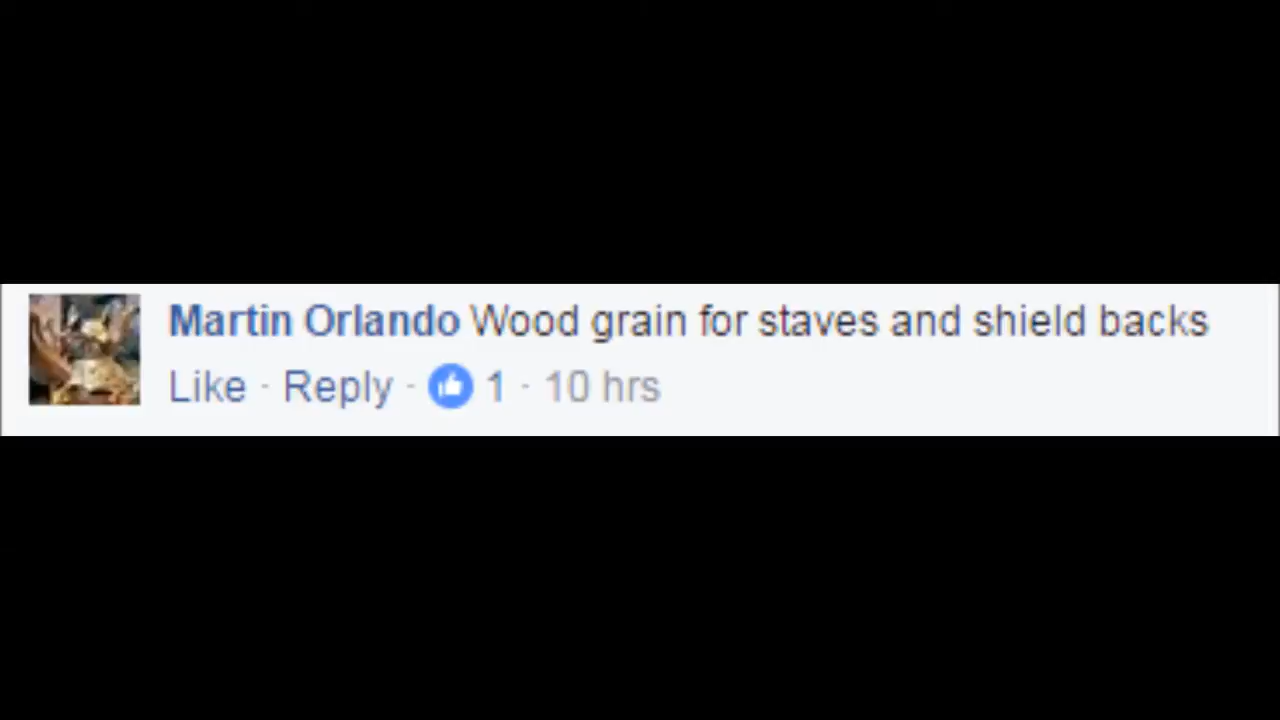 Martin Orlando Wood grain for staves and shield backs
Like · Reply · 1 · 10 hrs